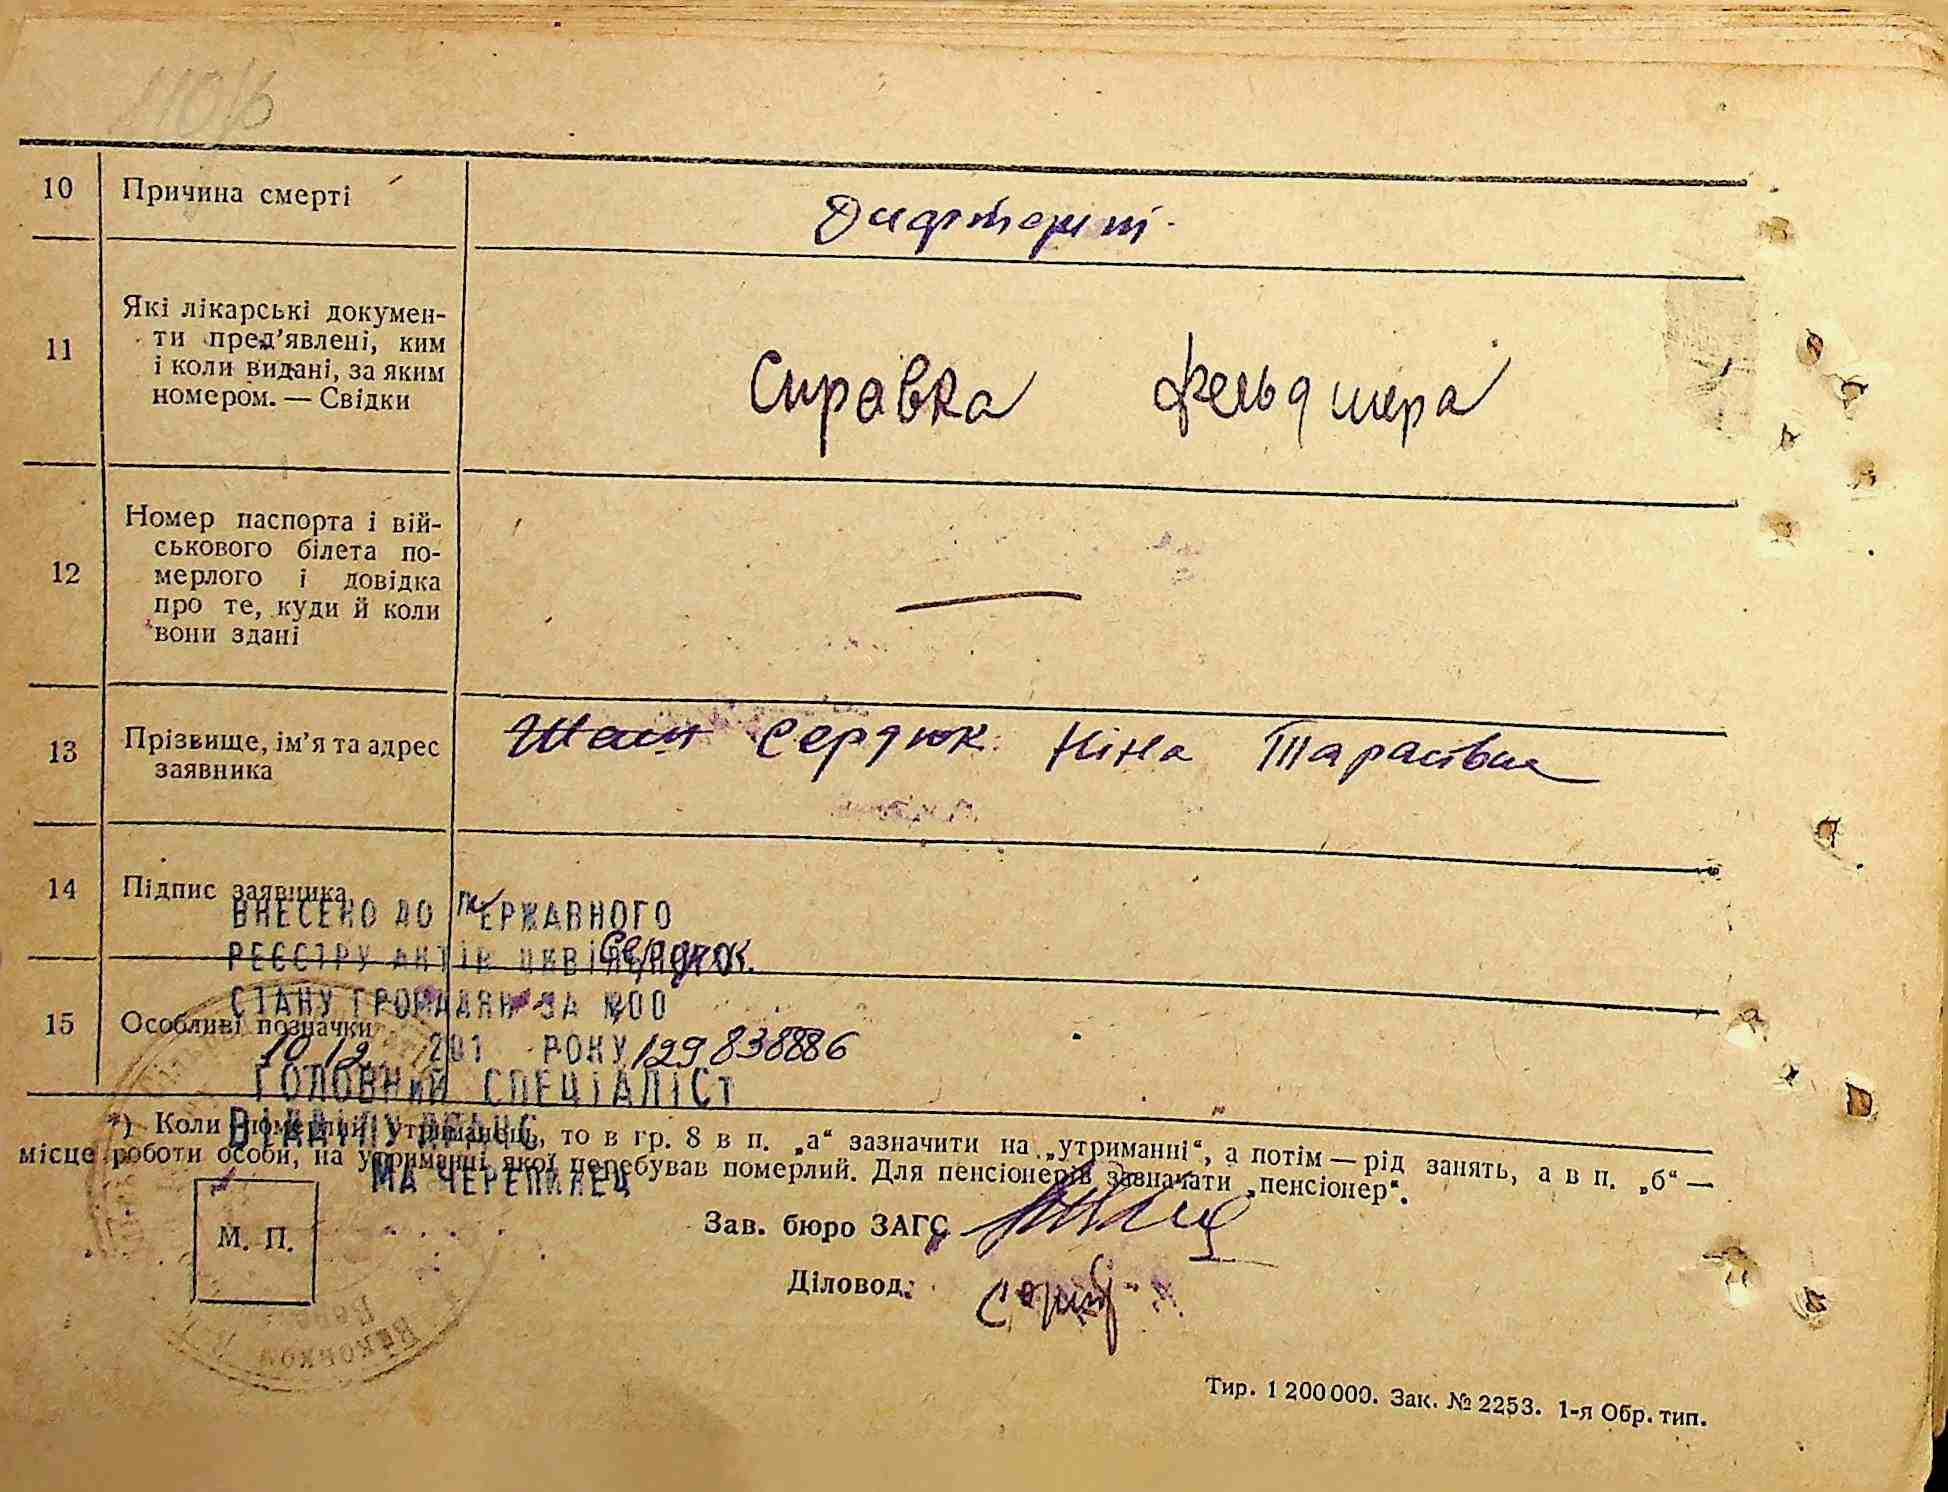 10 Причина смерті Дифтеріт.
11 Які лікарські докумен-
ти пред’явлені, ким
і коли видані, за яким
номером. — Свідки
Справка фельдшера
12 Номер паспорта і вій-
ськового білета по-
мерлого і довідка
про те, куди й коли
вони здані
—
13 Прізвище, ім’я та адрес
заявника
Сердюк Ніна Тарасівна
14 Підпис заявника
Сердюк.
ВНЕСЕНО ДО ДЕРЖАВНОГО
РЕЄСТРУ АКТІВ ЦИВІЛЬНОГО
СТАНУ ГРОМАДЯН ЗА №00
15 Особливі позначки
10 12 201 РОКУ 129838886
ГОЛОВНИЙ СПЕЦІАЛІСТ
ВІДДІЛУ ДРАЦС
МА ЧЕРЕПИНЕЦ
*) Коли померлий утриманець, то в гр. 8 в п. „а“ зазначити на „утриманні“, а потім — рід занять, а в п. „б“ —
місце роботи особи, на утриманні якої перебував померлий. Для пенсіонерів зазначати „пенсіонер“.
М. П.
Зав. бюро ЗАГС
Діловод:
Тир. 1 200 000. Зак. № 2253. 1-я Обр. тип.